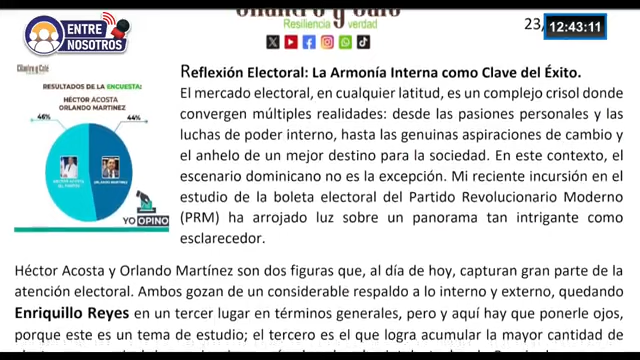 ENTRE
NOSOTROS
Cilantro y Café
Resiliencia y verdad
23,
12:43:11
Cilantro y Café
RESULTADOS DE LA ENCUESTA:
HÉCTOR ACOSTA
ORLANDO MARTINEZ
46%
44%
HÉCTOR ACOSTA
ORLANDO MARTINEZ
YO OPINO
Reflexión Electoral: La Armonía Interna como Clave del Éxito.
El mercado electoral, en cualquier latitud, es un complejo crisol donde
convergen múltiples realidades: desde las pasiones personales y las
luchas de poder interno, hasta las genuinas aspiraciones de cambio y
el anhelo de un mejor destino para la sociedad. En este contexto, el
escenario dominicano no es la excepción. Mi reciente incursión en el
estudio de la boleta electoral del Partido Revolucionario Moderno
(PRM) ha arrojado luz sobre un panorama tan intrigante como
esclarecedor.
Héctor Acosta y Orlando Martínez son dos figuras que, al día de hoy, capturan gran parte de la
atención electoral. Ambos gozan de un considerable respaldo a lo interno y externo, quedando
Enriquillo Reyes en un tercer lugar en términos generales, pero y aquí hay que ponerle ojos,
porque este es un tema de estudio; el tercero es el que logra acumular la mayor cantidad de